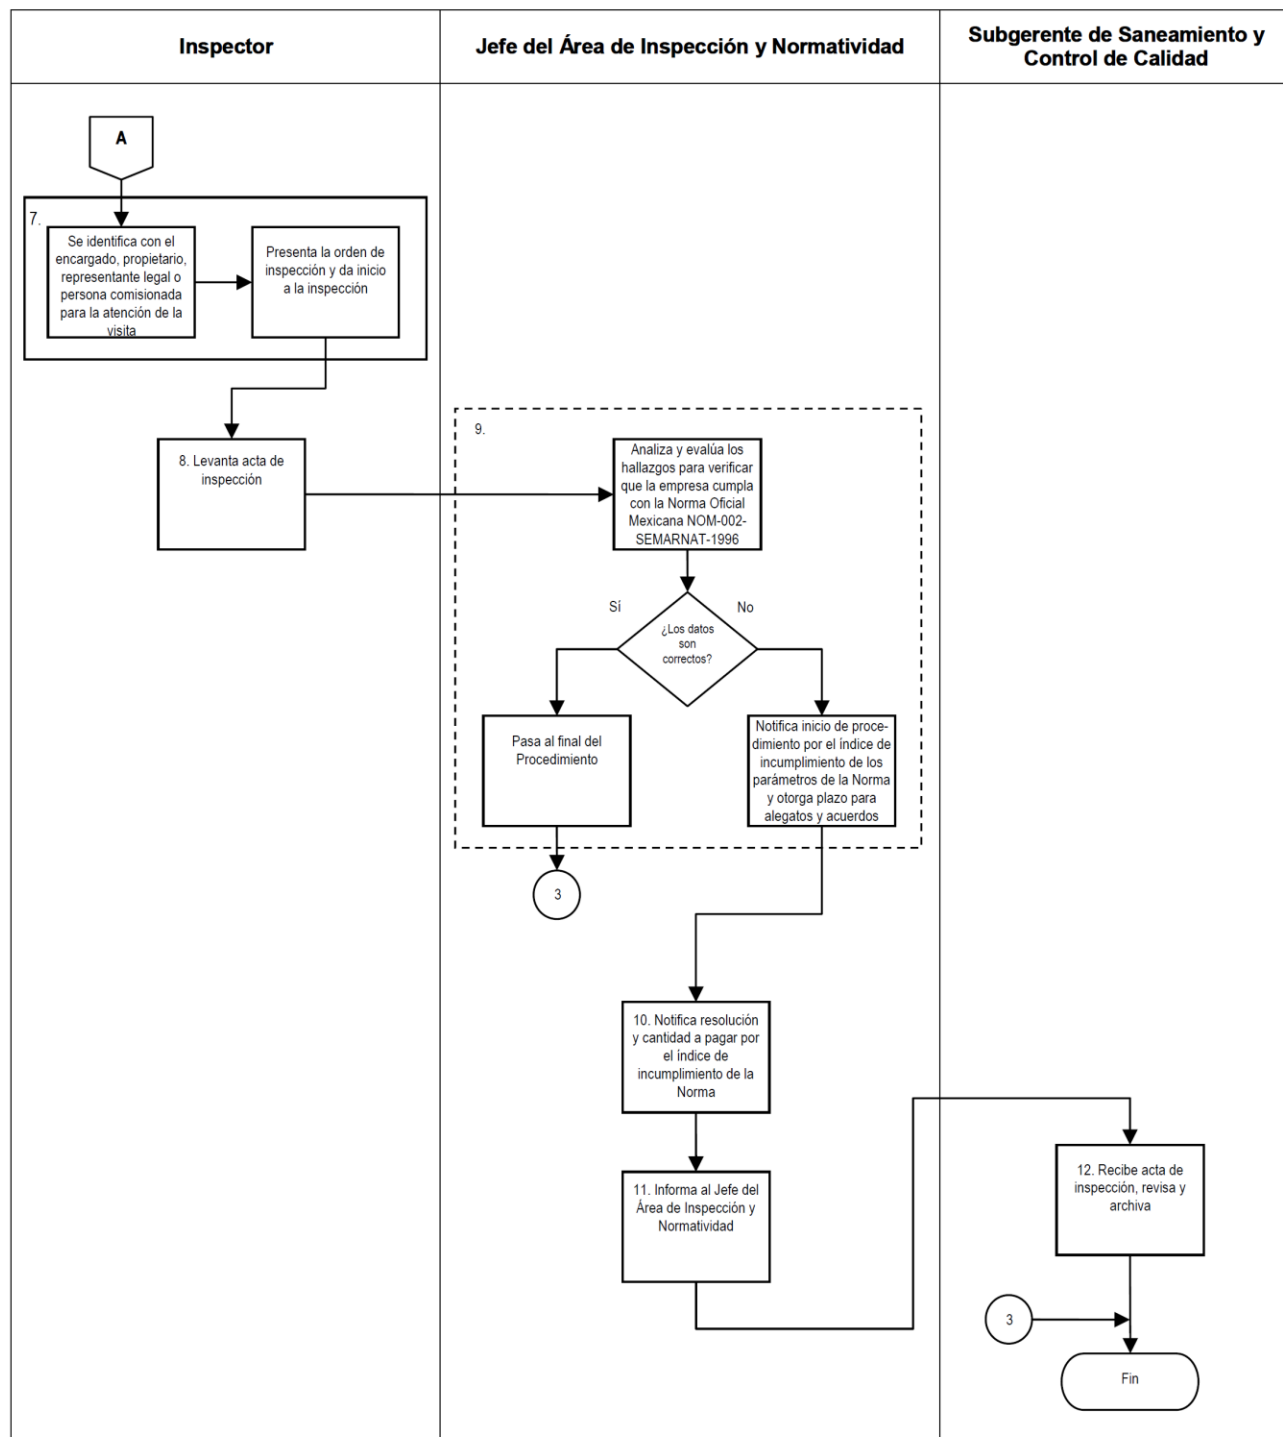 Inspector
Jefe del Área de Inspección y Normatividad
Subgerente de Saneamiento y
Control de Calidad
A
7.
Se identifica con el
encargado, propietario,
representante legal o
persona comisionada
para la atención de la
visita
Presenta la orden de
inspección y da inicio
a la inspección
8. Levanta acta de
inspección
9.
Analiza y evalúa los
hallazgos para verificar
que la empresa cumpla
con la Norma Oficial
Mexicana NOM-002-
SEMARNAT-1996
Sí
No
¿Los datos
son
correctos?
Pasa al final del
Procedimiento
Notifica inicio de proce-
dimiento por el índice de
incumplimiento de los
parámetros de la Norma
y otorga plazo para
alegatos y acuerdos
3
10. Notifica resolución
y cantidad a pagar por
el índice de
incumplimiento de la
Norma
11. Informa al Jefe del
Área de Inspección y
Normatividad
12. Recibe acta de
inspección, revisa y
archiva
3
Fin